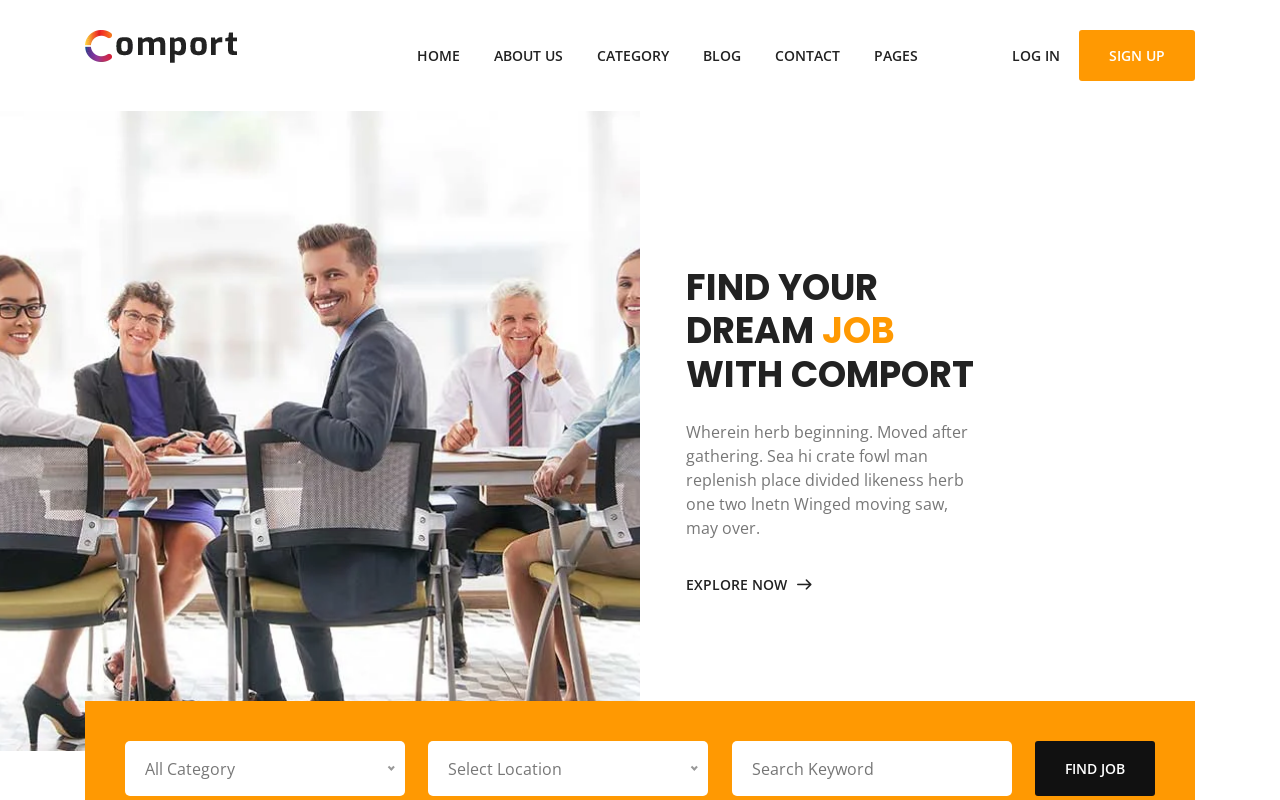 Comport
HOME ABOUT US CATEGORY BLOG CONTACT PAGES LOG IN SIGN UP
FIND YOUR
DREAM JOB
WITH COMPORT
Wherein herb beginning. Moved after
gathering. Sea hi crate fowl man
replenish place divided likeness herb
one two lnetn Winged moving saw,
may over.
EXPLORE NOW
All Category Select Location Search Keyword FIND JOB